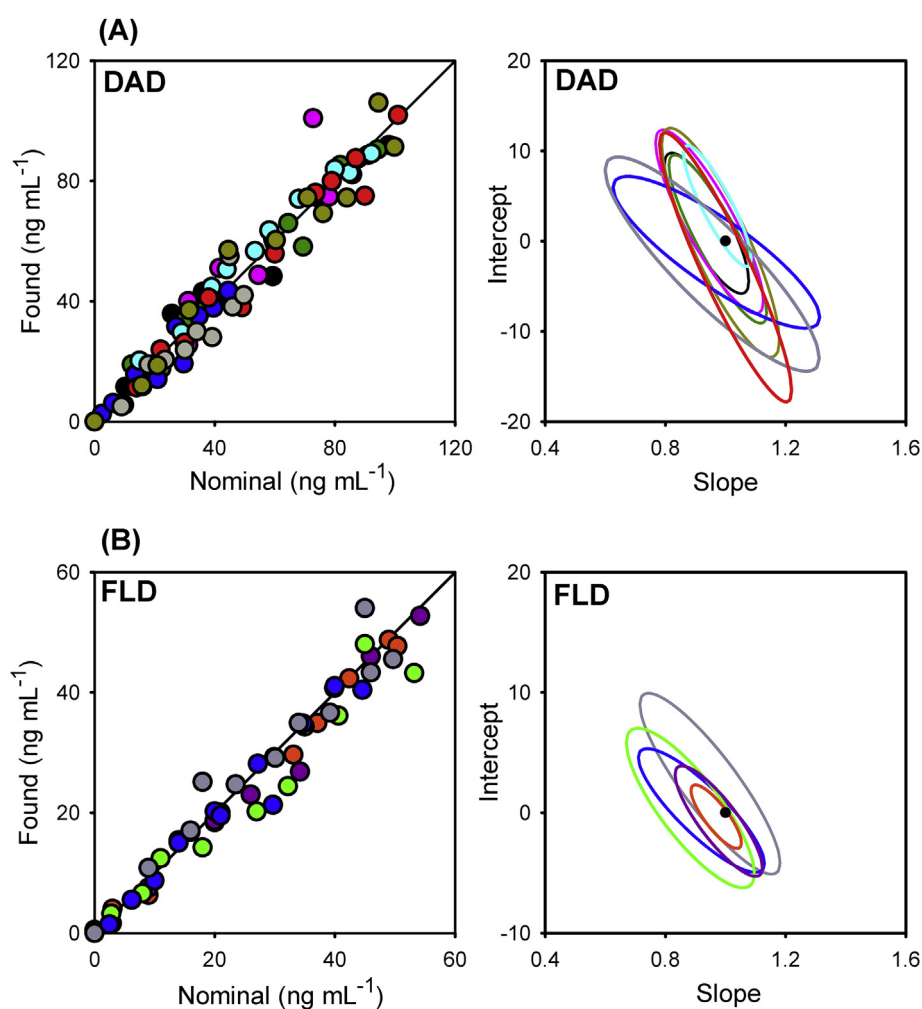 (A)
DAD
120
80
40
0
Found (ng mL-1)
0 40 80 120
Nominal (ng mL-1)
DAD
20
10
0
-10
-20
Intercept
0.4 0.8 1.2 1.6
Slope
(B)
FLD
60
40
20
0
Found (ng mL-1)
0 20 40 60
Nominal (ng mL-1)
FLD
20
10
0
-10
Intercept
0.4 0.8 1.2 1.6
Slope